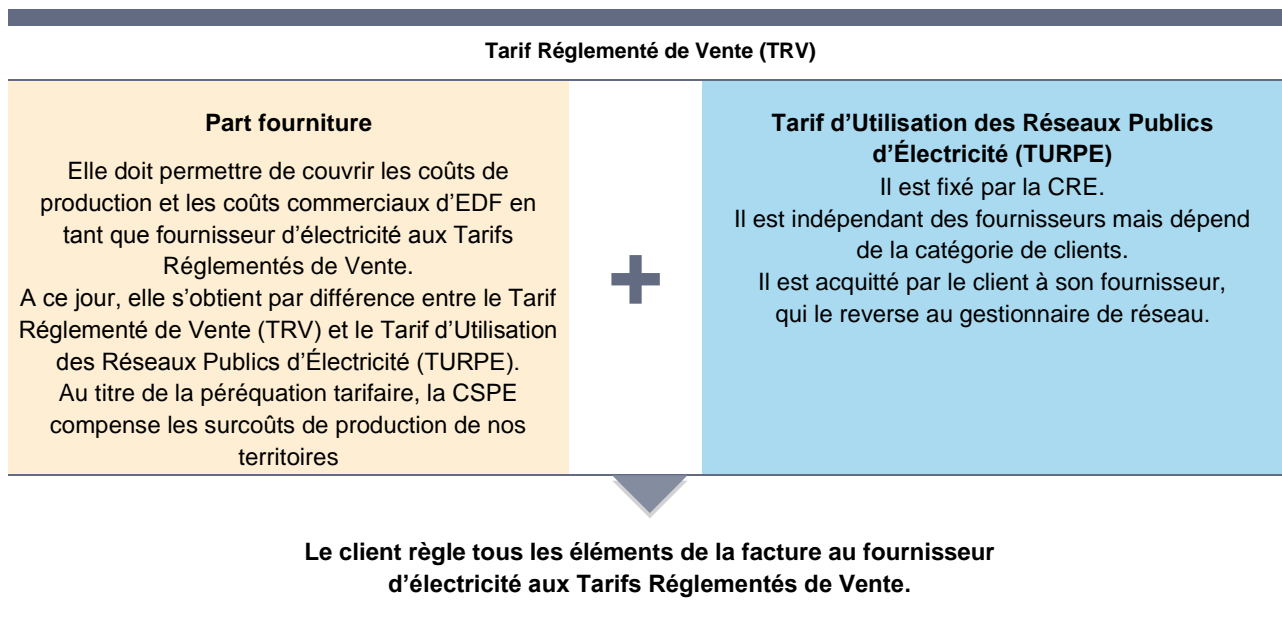 Tarif Réglementé de Vente (TRV)
Part fourniture
Elle doit permettre de couvrir les coûts de
production et les coûts commerciaux d’EDF en
tant que fournisseur d’électricité aux Tarifs
Réglementés de Vente.
A ce jour, elle s’obtient par différence entre le Tarif
Réglementé de Vente (TRV) et le Tarif d’Utilisation
des Réseaux Publics d’Électricité (TURPE).
Au titre de la péréquation tarifaire, la CSPE
compense les surcoûts de production de nos
territoires
+
Tarif d’Utilisation des Réseaux Publics
d’Électricité (TURPE)
Il est fixé par la CRE.
Il est indépendant des fournisseurs mais dépend
de la catégorie de clients.
Il est acquitté par le client à son fournisseur,
qui le reverse au gestionnaire de réseau.
Le client règle tous les éléments de la facture au fournisseur
d’électricité aux Tarifs Réglementés de Vente.